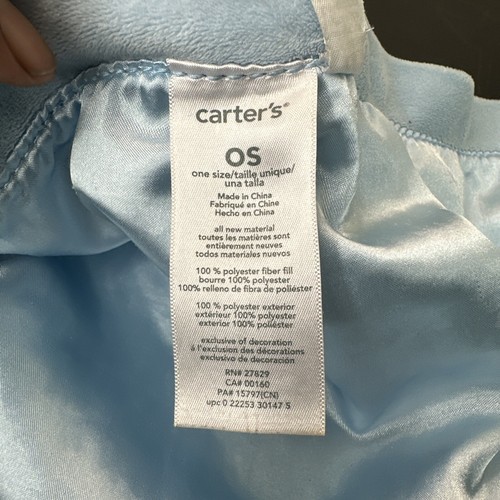 carter's®
OS
one size/taille unique/
una talla
Made in China
Fabriqué en Chine
Hecho en China
all new material
toutes les matières sont
entièrement neuves
todos materiales nuevos
100 % polyester fiber fill
bourre 100% polyester
100% relleno de fibra de poliéster
100 % polyester exterior
extérieur 100% polyester
exterior 100% poliéster
exclusive of decoration
à l'exclusion des décorations
exclusivo de decoración
RN# 27829
CA# 00160
PA# 15797(CN)
upc 0 22253 30147 5